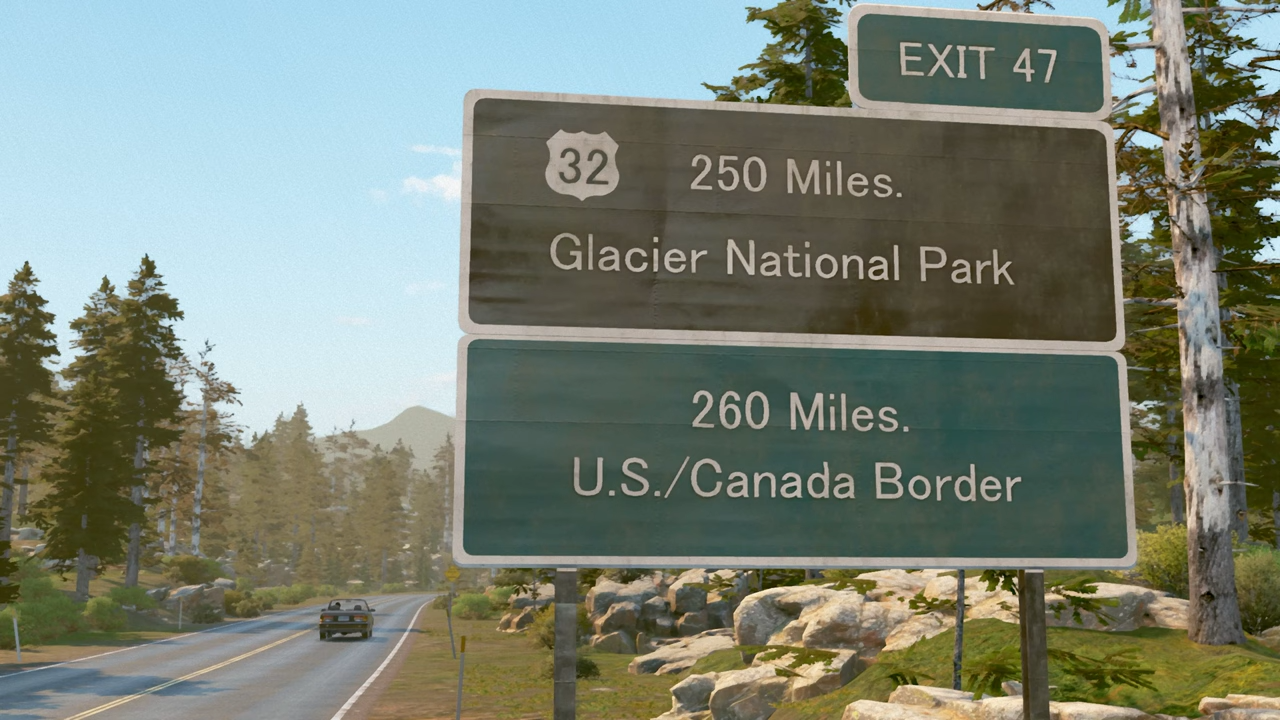 EXIT 47
32 250 Miles.
Glacier National Park
260 Miles.
U.S./Canada Border